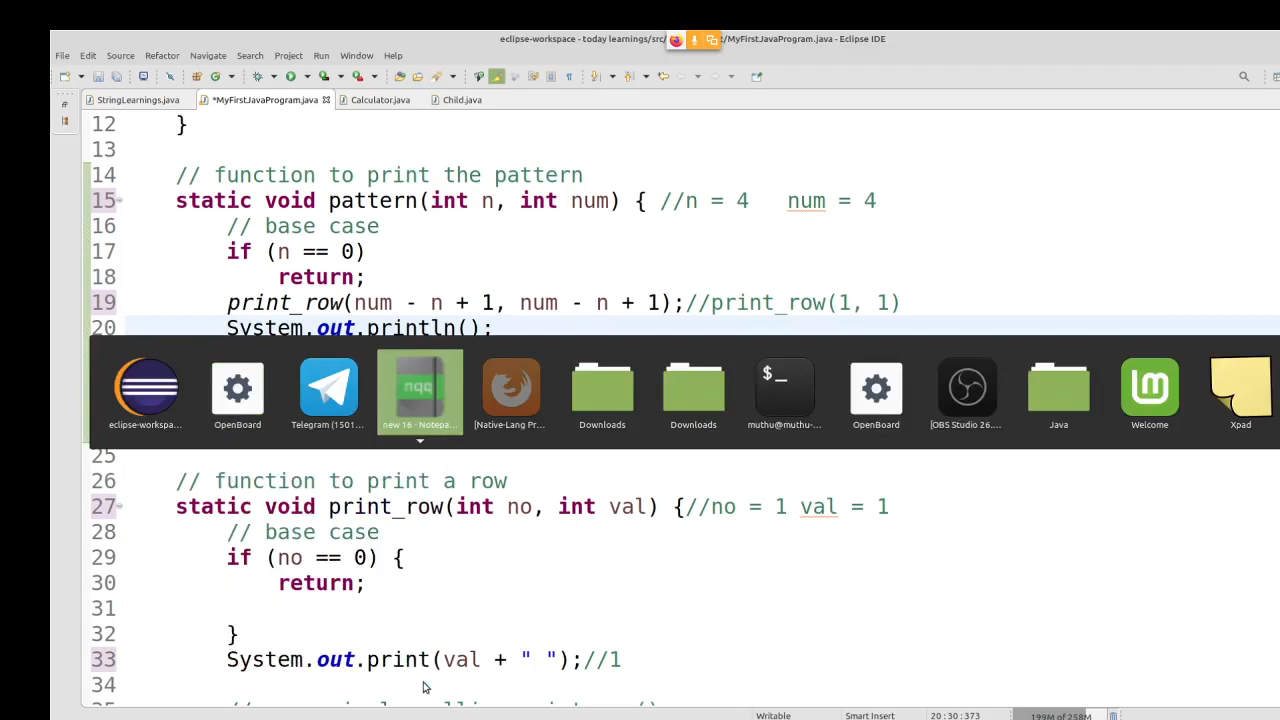 eclipse-workspace - today learnings/src/ t/MyFirstJavaProgram.java - Eclipse IDE
File Edit Source Refactor Navigate Search Project Run Window Help
StringLearnings.java *MyFirstJavaProgram.java Calculator.java Child.java
12 }
13
14 // function to print the pattern
15 static void pattern(int n, int num) { //n = 4 num = 4
16 // base case
17 if (n == 0)
18 return;
19 print_row(num - n + 1, num - n + 1);//print_row(1, 1)
20 System.out.println();
nqq
$_
eclipse-workspa... OpenBoard Telegram (1501... new 16 - Notepa... [Native-Lang Pr... Downloads Downloads muthu@muthu-... OpenBoard [OBS Studio 26.... Java Welcome Xpad
25
26 // function to print a row
27 static void print_row(int no, int val) {//no = 1 val = 1
28 // base case
29 if (no == 0) {
30 return;
31
32 }
33 System.out.print(val + " ");//1
34
Writable Smart Insert 20:30:373 199M of 258M